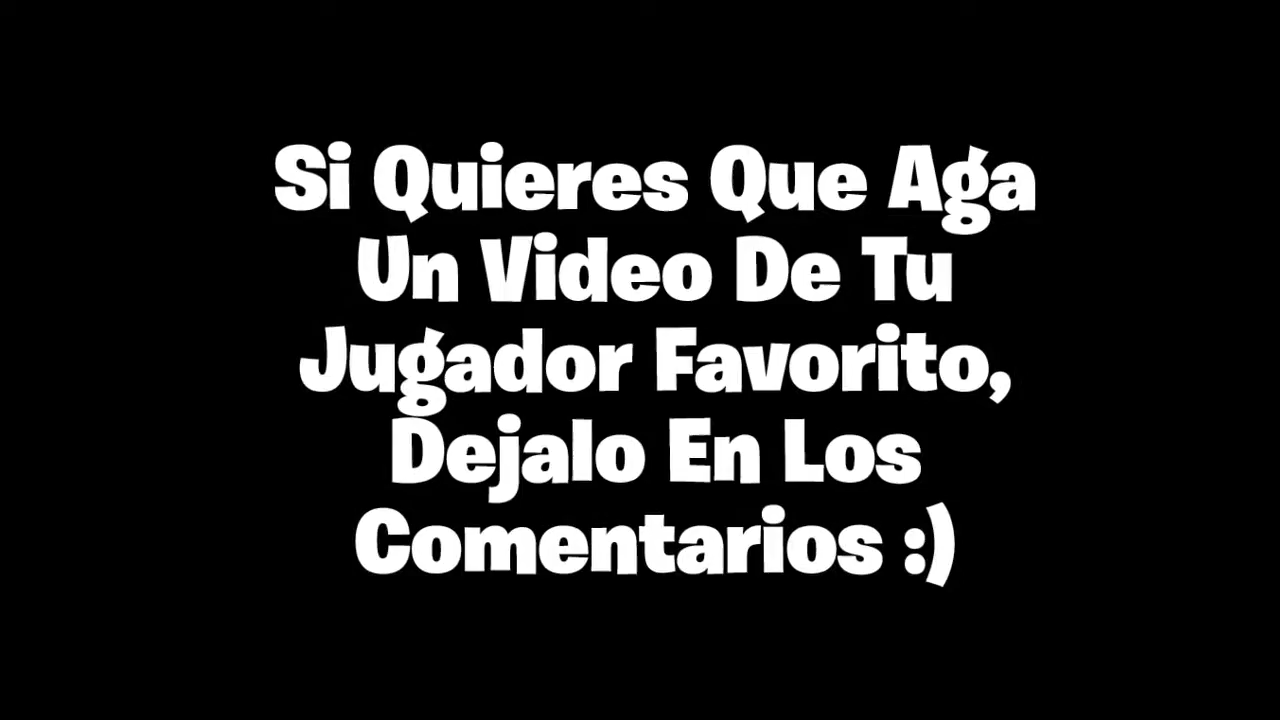 Si Quieres Que Aga
Un Video De Tu
Jugador Favorito,
Dejalo En Los
Comentarios :)